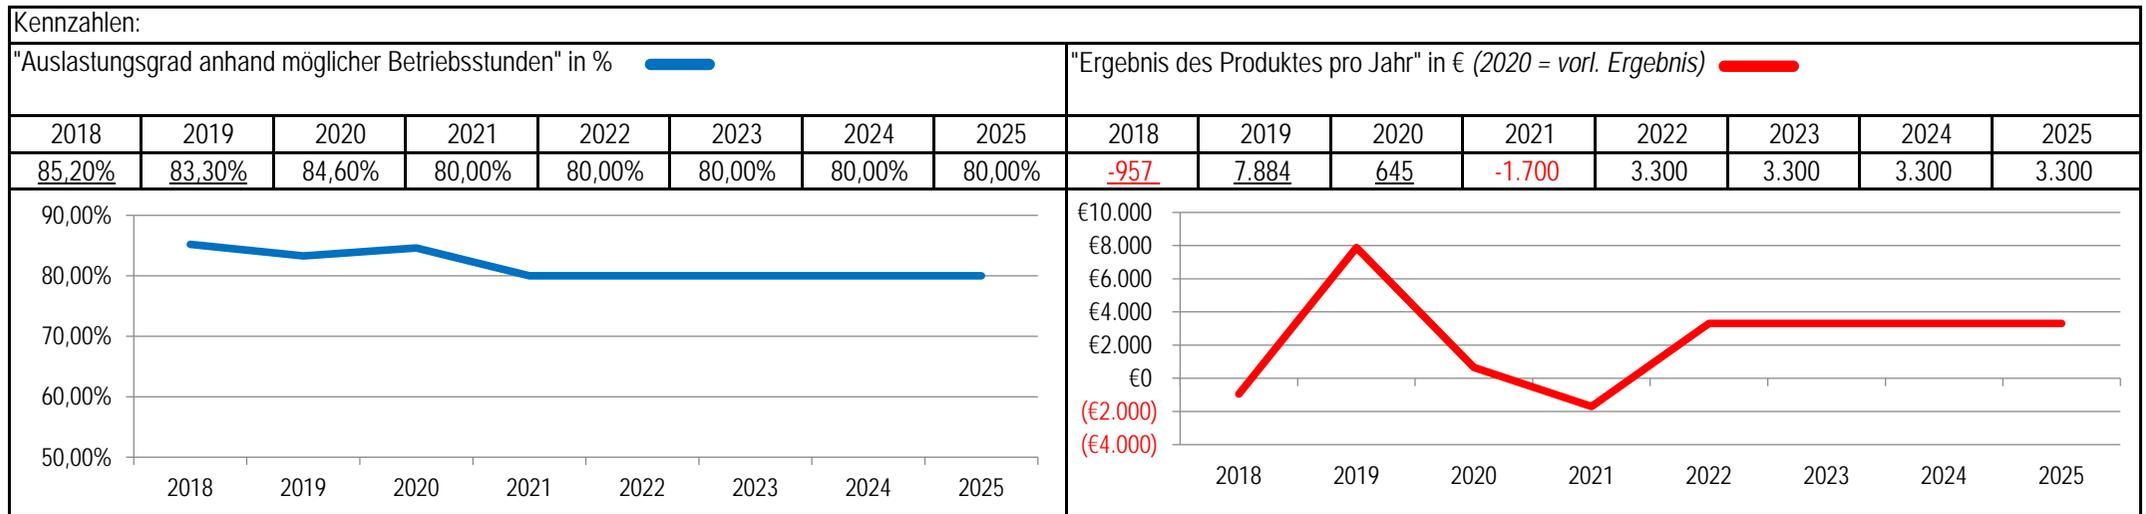 Kennzahlen:
"Auslastungsgrad anhand möglicher Betriebsstunden" in %
"Ergebnis des Produktes pro Jahr" in € (2020 = vorl. Ergebnis)
2018 2019 2020 2021 2022 2023 2024 2025
85,20% 83,30% 84,60% 80,00% 80,00% 80,00% 80,00% 80,00%
2018 2019 2020 2021 2022 2023 2024 2025
-957 7.884 645 -1.700 3.300 3.300 3.300 3.300
90,00%
80,00%
70,00%
60,00%
50,00%
2018 2019 2020 2021 2022 2023 2024 2025
€10.000
€8.000
€6.000
€4.000
€2.000
€0
(€2.000)
(€4.000)
2018 2019 2020 2021 2022 2023 2024 2025